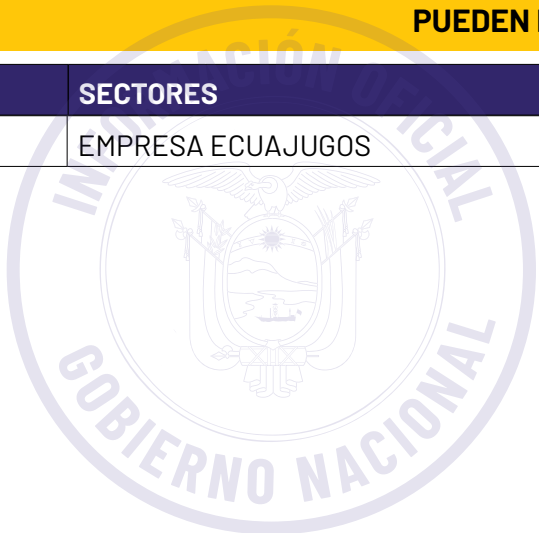 PUEDEN
SECTORES
EMPRESA ECUAJUGOS
INFORMACIÓN OFICIAL
GOBIERNO NACIONAL